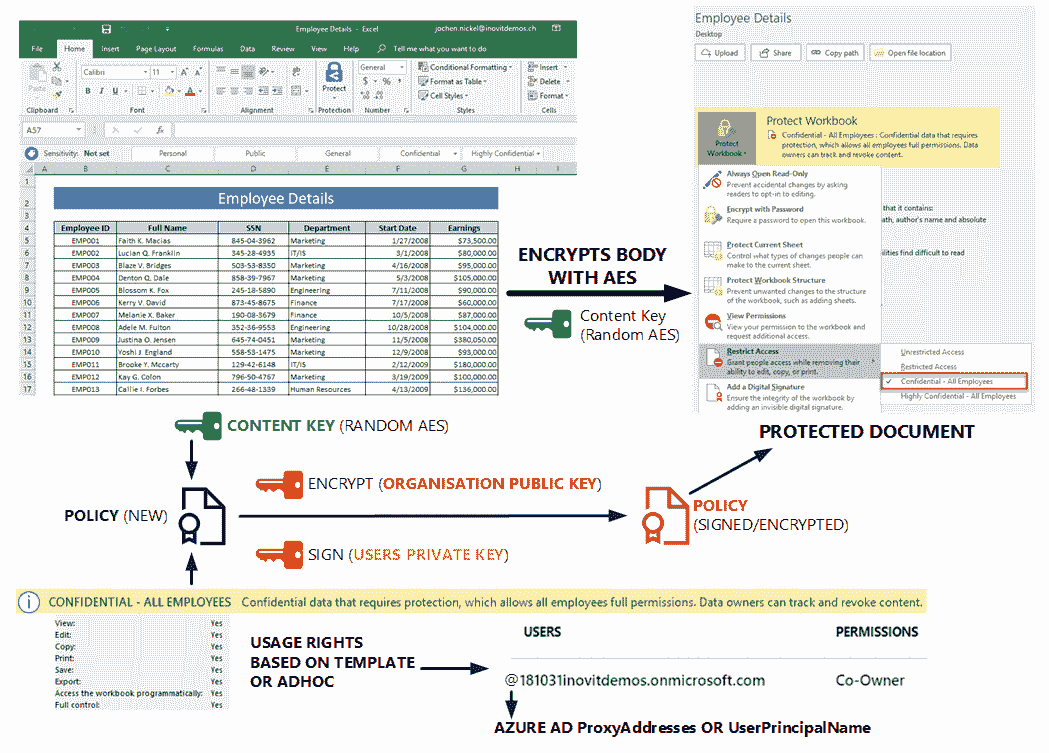 Employee Details - Excel
jochen.nickel@inovitdemos.ch
File Home Insert Page Layout Formulas Data Review View Help Tell me what you want to do
Paste
Calibri 11
General
Protect
Conditional Formatting
Format as Table
Cell Styles
Insert
Delete
Format
Clipboard Font Alignment Protection Number Styles Cells
A57
Sensitivity: Not set Personal Public General Confidential Highly Confidential
A B C D E F G H I
1
2 Employee Details
3
4 Employee ID Full Name SSN Department Start Date Earnings
5 EMP001 Faith K. Macias 845-04-3962 Marketing 1/27/2008 $73,500.00
6 EMP002 Lucian Q. Franklin 345-28-4935 IT/IS 3/1/2008 $80,000.00
7 EMP003 Blaze V. Bridges 503-53-8350 Marketing 4/16/2008 $95,000.00
8 EMP004 Denton Q. Dale 858-39-7967 Marketing 5/16/2008 $105,000.00
9 EMP005 Blossom K. Fox 245-18-5890 Engineering 7/11/2008 $90,000.00
10 EMP006 Kerry V. David 873-45-8675 Finance 7/17/2008 $60,000.00
11 EMP007 Melanie X. Baker 190-08-3679 Finance 10/5/2008 $87,000.00
12 EMP008 Adele M. Fulton 352-36-9553 Engineering 10/28/2008 $104,000.00
13 EMP009 Justina O. Jensen 645-74-0451 Marketing 11/5/2008 $380,050.00
14 EMP010 Yoshi J. England 558-53-1475 Marketing 12/9/2008 $93,000.00
15 EMP011 Brooke Y. Mccarty 129-42-6148 IT/IS 2/12/2009 $180,000.00
16 EMP012 Kay G. Colon 796-50-4767 Marketing 3/19/2009 $100,000.00
17 EMP013 Callie I. Forbes 266-48-1339 Human Resources 4/13/2009 $136,000.00
ENCRYPTS BODY
WITH AES
Content Key
(Random AES)
Employee Details
Desktop
Upload Share Copy path Open file location
Protect
Workbook
Protect Workbook
Confidential - All Employees : Confidential data that requires
protection, which allows all employees full permissions. Data
owners can track and revoke content.
Always Open Read-Only
Prevent accidental changes by asking
readers to opt-in to editing.
Encrypt with Password
Require a password to open this workbook.
Protect Current Sheet
Control what types of changes people can
make to the current sheet.
Protect Workbook Structure
Prevent unwanted changes to the structure
of the workbook, such as adding sheets.
View Permissions
View your permission to the workbook and
request additional access.
Restrict Access
Grant people access while removing their
ability to edit, copy, or print.
Add a Digital Signature
Ensure the integrity of the workbook by
adding an invisible digital signature.
that it contains:
ath, author's name and absolute
ilities find difficult to read
Unrestricted Access
Restricted Access
Confidential - All Employees
Highly Confidential - All Employees
PROTECTED DOCUMENT
CONTENT KEY (RANDOM AES)
ENCRYPT (ORGANISATION PUBLIC KEY)
POLICY (NEW)
POLICY
(SIGNED/ENCRYPTED)
SIGN (USERS PRIVATE KEY)
CONFIDENTIAL - ALL EMPLOYEES Confidential data that requires protection, which allows all employees full permissions. Data owners can track and revoke content.
View: Yes
Edit: Yes
Copy: Yes
Print: Yes
Save: Yes
Export: Yes
Access the workbook programmatically: Yes
Full control: Yes
USAGE RIGHTS
BASED ON TEMPLATE
OR ADHOC
USERS PERMISSIONS
@181031inovitdemos.onmicrosoft.com Co-Owner
AZURE AD ProxyAddresses OR UserPrincipalName